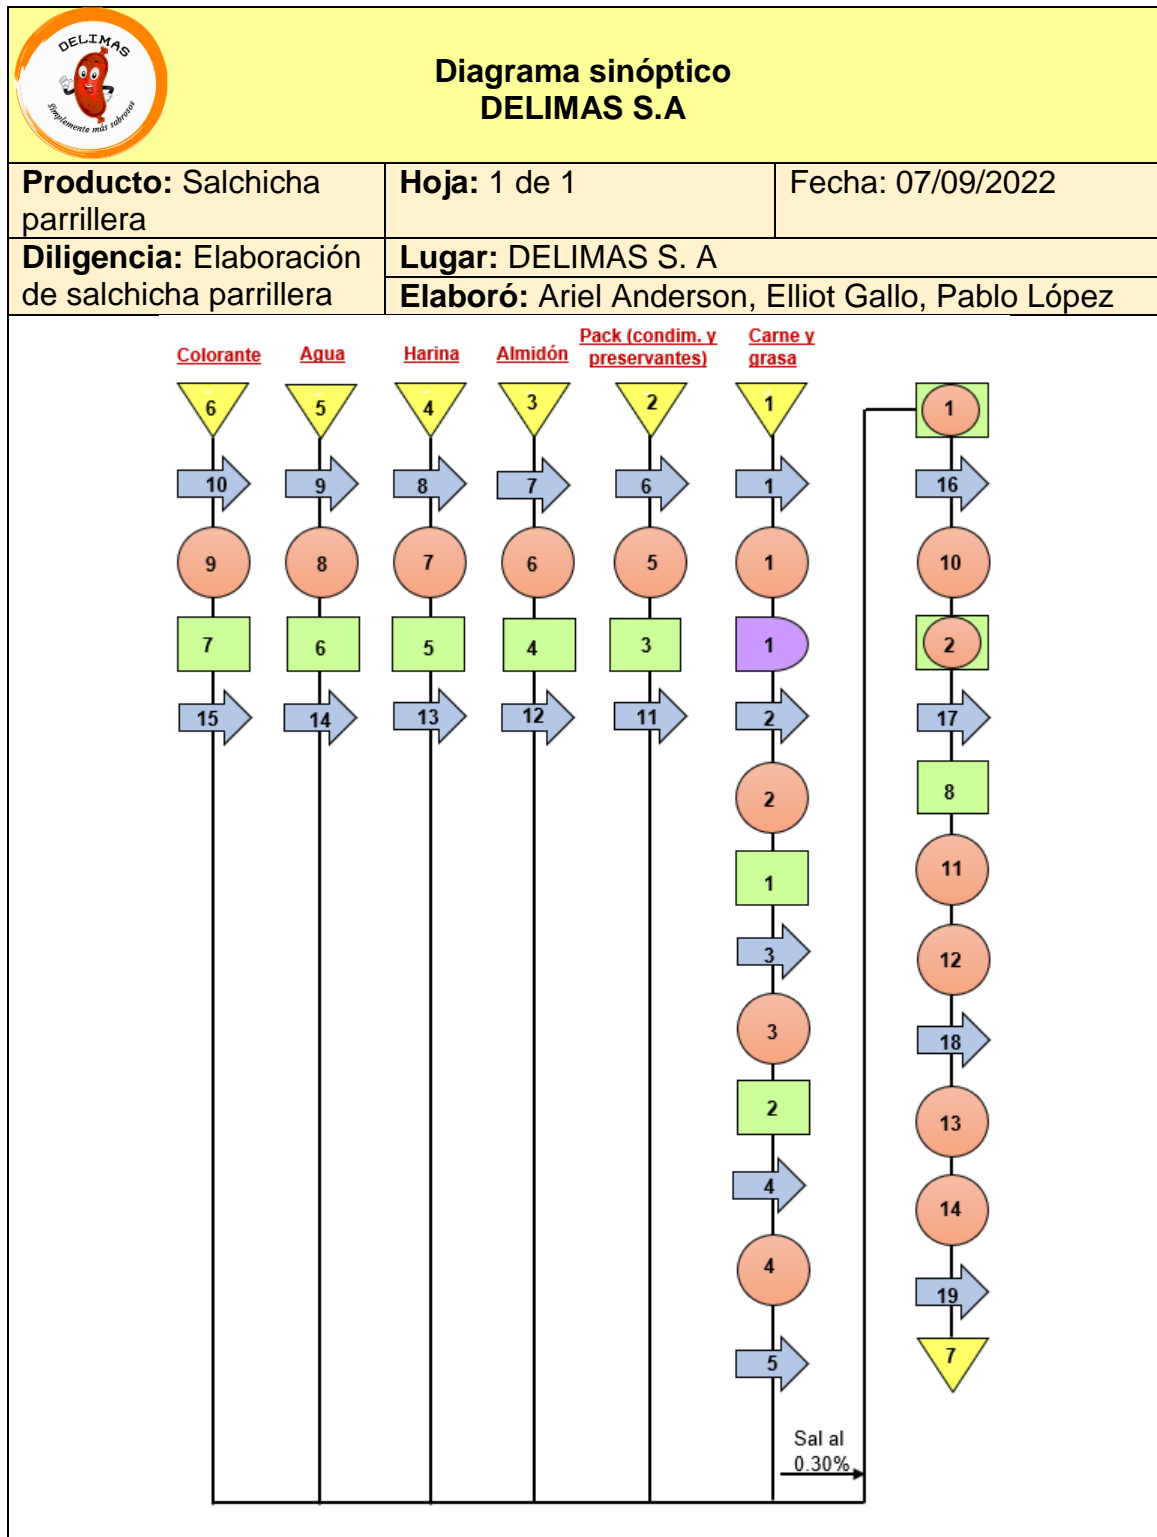 DELIMAS
Simplemente más sabrosos
Diagrama sinóptico
DELIMAS S.A
Producto: Salchicha
parrillera
Hoja: 1 de 1
Fecha: 07/09/2022
Diligencia: Elaboración
de salchicha parrillera
Lugar: DELIMAS S. A
Elaboró: Ariel Anderson, Elliot Gallo, Pablo López
Colorante
Agua
Harina
Almidón
Pack (condim. y
preservantes)
Carne y
grasa
6
5
4
3
2
1
1
10
9
8
7
6
1
16
9
8
7
6
5
1
10
7
6
5
4
3
1
2
15
14
13
12
11
2
17
2
8
1
11
3
12
3
18
2
13
4
14
4
19
5
7
Sal al
0.30%